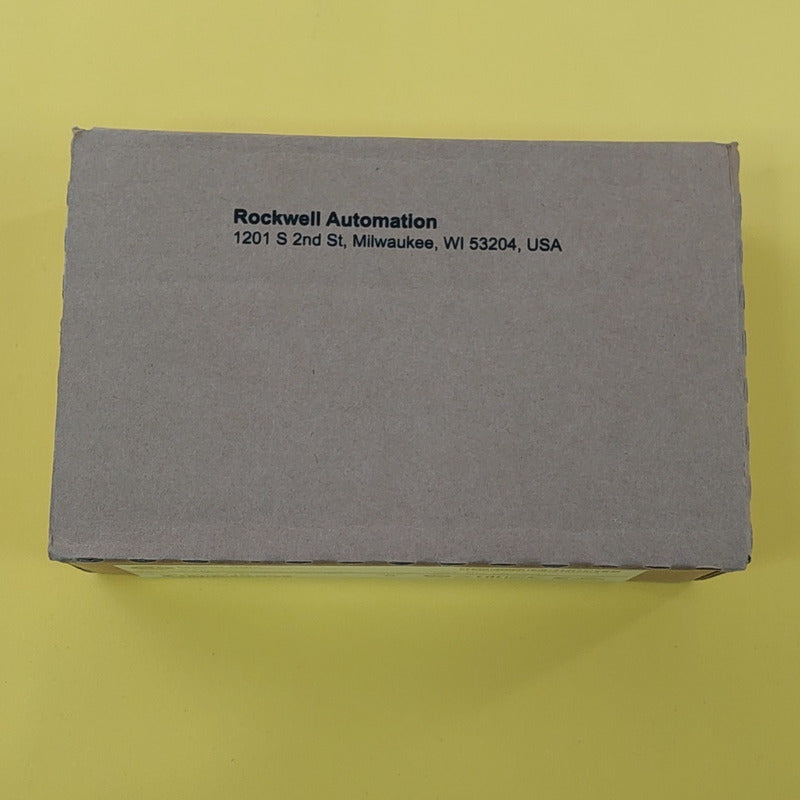 Rockwell Automation
1201 S 2nd St, Milwaukee, WI 53204, USA